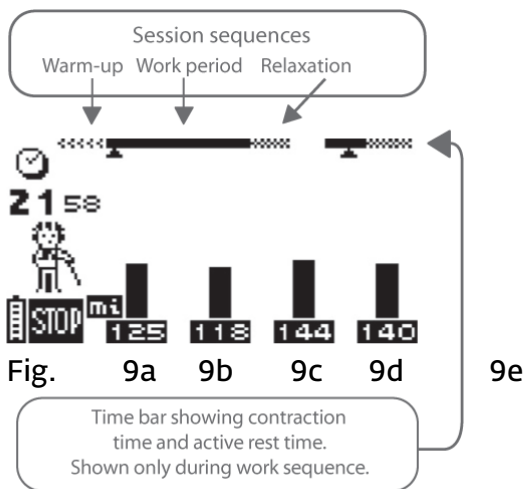 Session sequences
Warm-up Work period Relaxation
21 58
STOP mi 125 118 144 140
Fig. 9a 9b 9c 9d 9e
Time bar showing contraction
time and active rest time.
Shown only during work sequence.